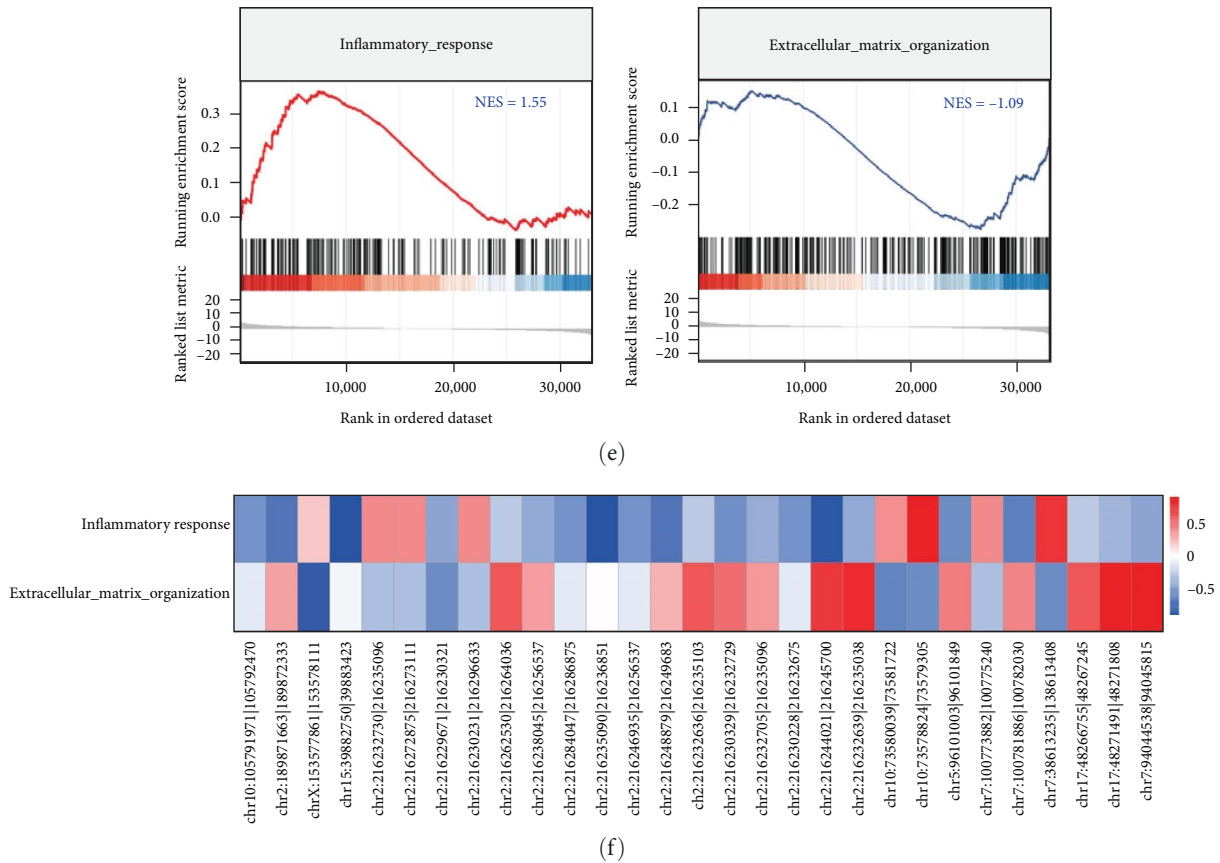 Inflammatory_response
Extracellular_matrix_organization
Running enrichment score
0.3
0.2
0.1
0.0
NES = 1.55
Running enrichment score
0.1
0.0
−0.1
−0.2
NES = −1.09
Ranked list metric
20
10
0
−10
−20
Ranked list metric
20
10
0
−10
−20
10,000
20,000
30,000
10,000
20,000
30,000
Rank in ordered dataset
Rank in ordered dataset
(e)
Inflammatory response
Extracellular_matrix_organization
0.5
0
−0.5
chr10:105791971|105792470
chr2:189871663|189872333
chrX:153577861|153578111
chr15:39882750|39883423
chr2:216232730|216235096
chr2:216272875|216273111
chr2:216229671|216230321
chr2:216230231|216296633
chr2:216262530|216264036
chr2:216238045|216256537
chr2:216284047|216286875
chr2:216235090|216236851
chr2:216246935|216256537
chr2:216248879|216249683
ch2:216232636|216235103
chr2:216230329|216232729
chr2:216232705|216235096
chr2:216230228|216232675
chr2:216244021|216245700
chr2:216232639|216235038
chr10:73580039|73581722
chr10:73578824|73579305
chr5:96101003|96101849
chr7:100773882|100775240
chr7:100781886|100782030
chr7:38613235|138613408
chr17:48266755|48267245
chr17:48271491|48271808
chr7:94044538|94045815
(f)